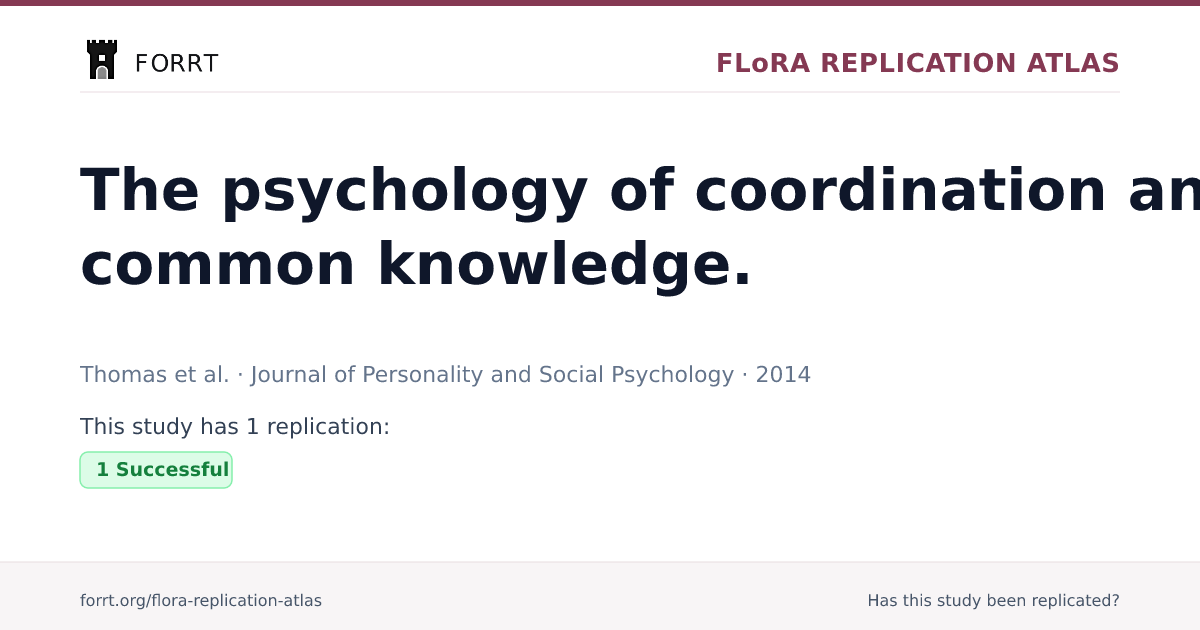 FORRT
FLoRA REPLICATION ATLAS
The psychology of coordination an
common knowledge.
Thomas et al. · Journal of Personality and Social Psychology · 2014
This study has 1 replication:
1 Successful
forrt.org/flora-replication-atlas
Has this study been replicated?